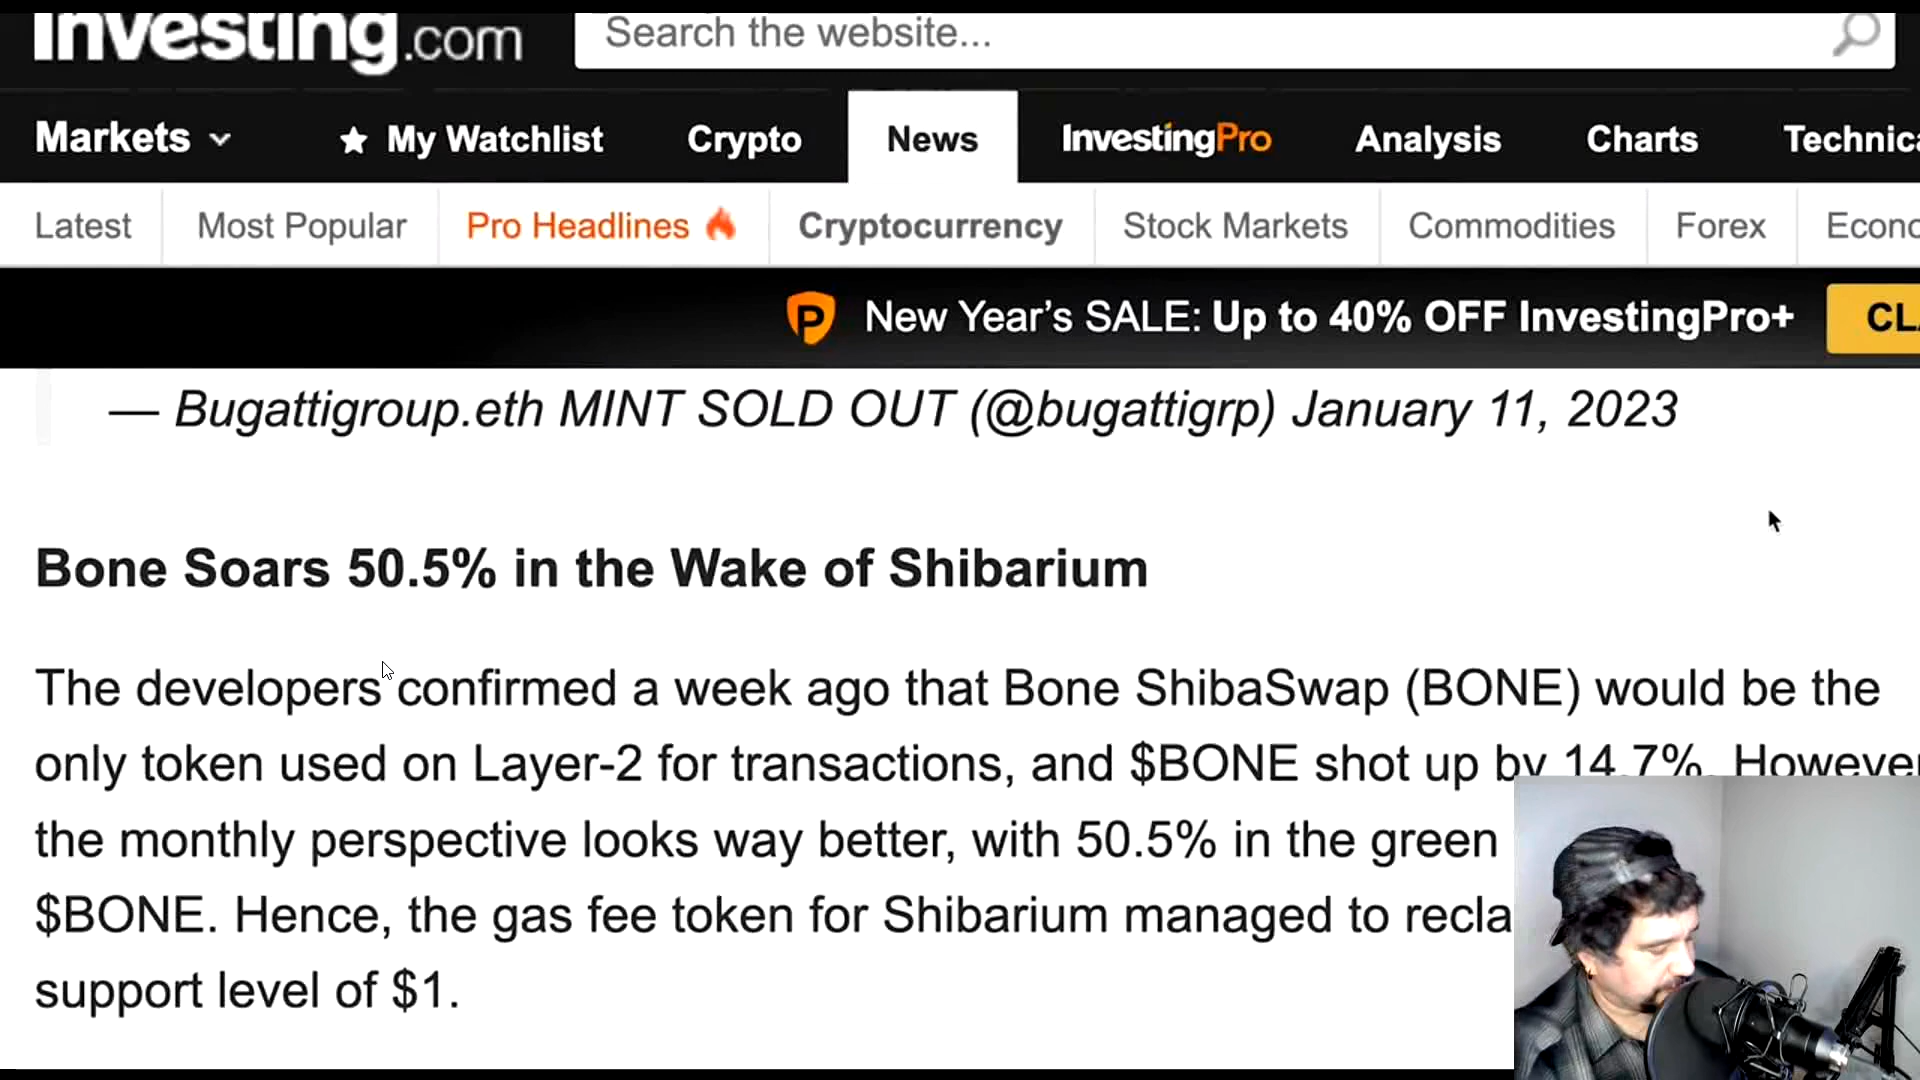 Investing.com
Search the website...
Markets
My Watchlist
Crypto
News
InvestingPro
Analysis
Charts
Latest
Most Popular
Pro Headlines
Cryptocurrency
Stock Markets
Commodities
Forex
P
New Year's SALE: Up to 40% OFF InvestingPro+
— Bugattigroup.eth MINT SOLD OUT (@bugattigrp) January 11, 2023
Bone Soars 50.5% in the Wake of Shibarium
The developers confirmed a week ago that Bone ShibaSwap (BONE) would be the
only token used on Layer-2 for transactions, and $BONE shot up by 14.7%. However
the monthly perspective looks way better, with 50.5% in the green
$BONE. Hence, the gas fee token for Shibarium managed to
support level of $1.